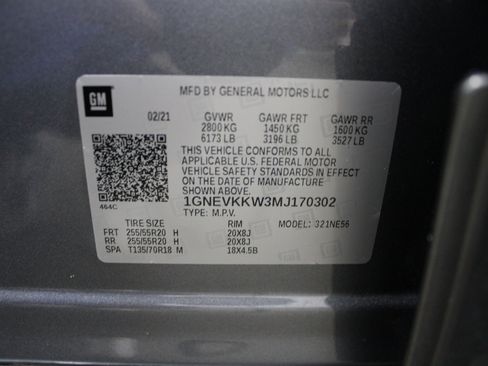 GM
MFD BY GENERAL MOTORS LLC
02/21 GVWR GAWR FRT GAWR RR
2800 KG 1450 KG 1600 KG
6173 LB 3196 LB 3527 LB
THIS VEHICLE CONFORMS TO ALL
APPLICABLE U.S. FEDERAL MOTOR
VEHICLE SAFETY STANDARDS IN EFFECT
ON THE DATE OF MANUFACTURE
SHOWN ABOVE.
464C 1GNEVKKW3MJ170302
TYPE: M.P.V. MODEL: 321NE56
TIRE SIZE RIM
FRT 255/55R20 H 20X8J
RR 255/55R20 H 20X8J
SPA T135/70R18 M 18X4.5B